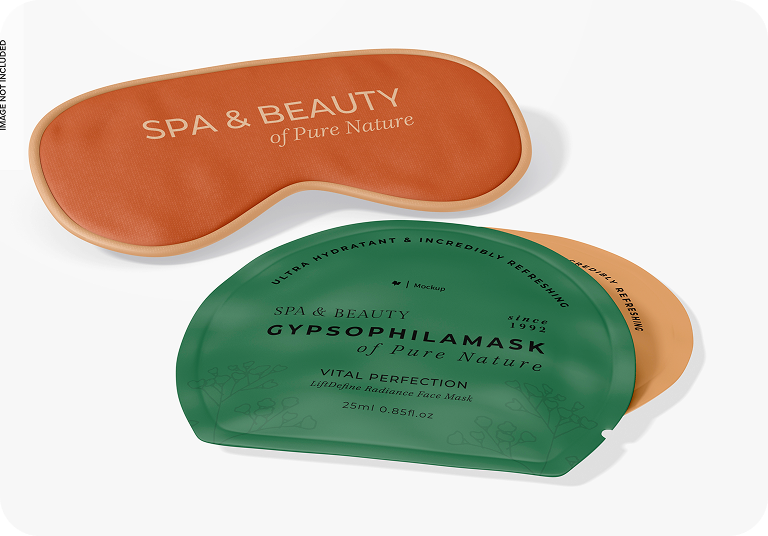 IMAGE NOT INCLUDED
SPA & BEAUTY
of Pure Nature
ULTRA HYDRATANT & INCREDIBLY REFRESHING
CREDIBLY REFRESHING
| Mockup
SPA & BEAUTY
since
1992
GYPSOPHILAMASK
of Pure Nature
VITAL PERFECTION
LiftDefine Radiance Face Mask
25ml 0.85fl.oz